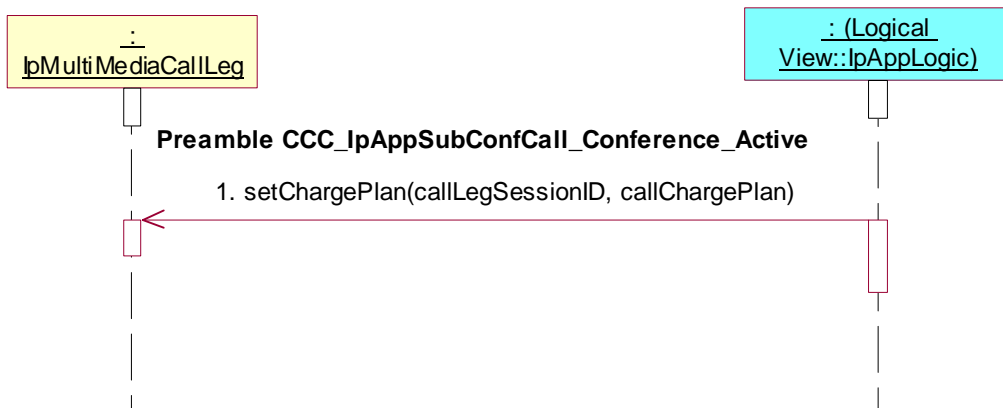 :
IpMultiMediaCallLeg
: (Logical
View::IpAppLogic)
Preamble CCC_IpAppSubConfCall_Conference_Active
1. setChargePlan(callLegSessionID, callChargePlan)